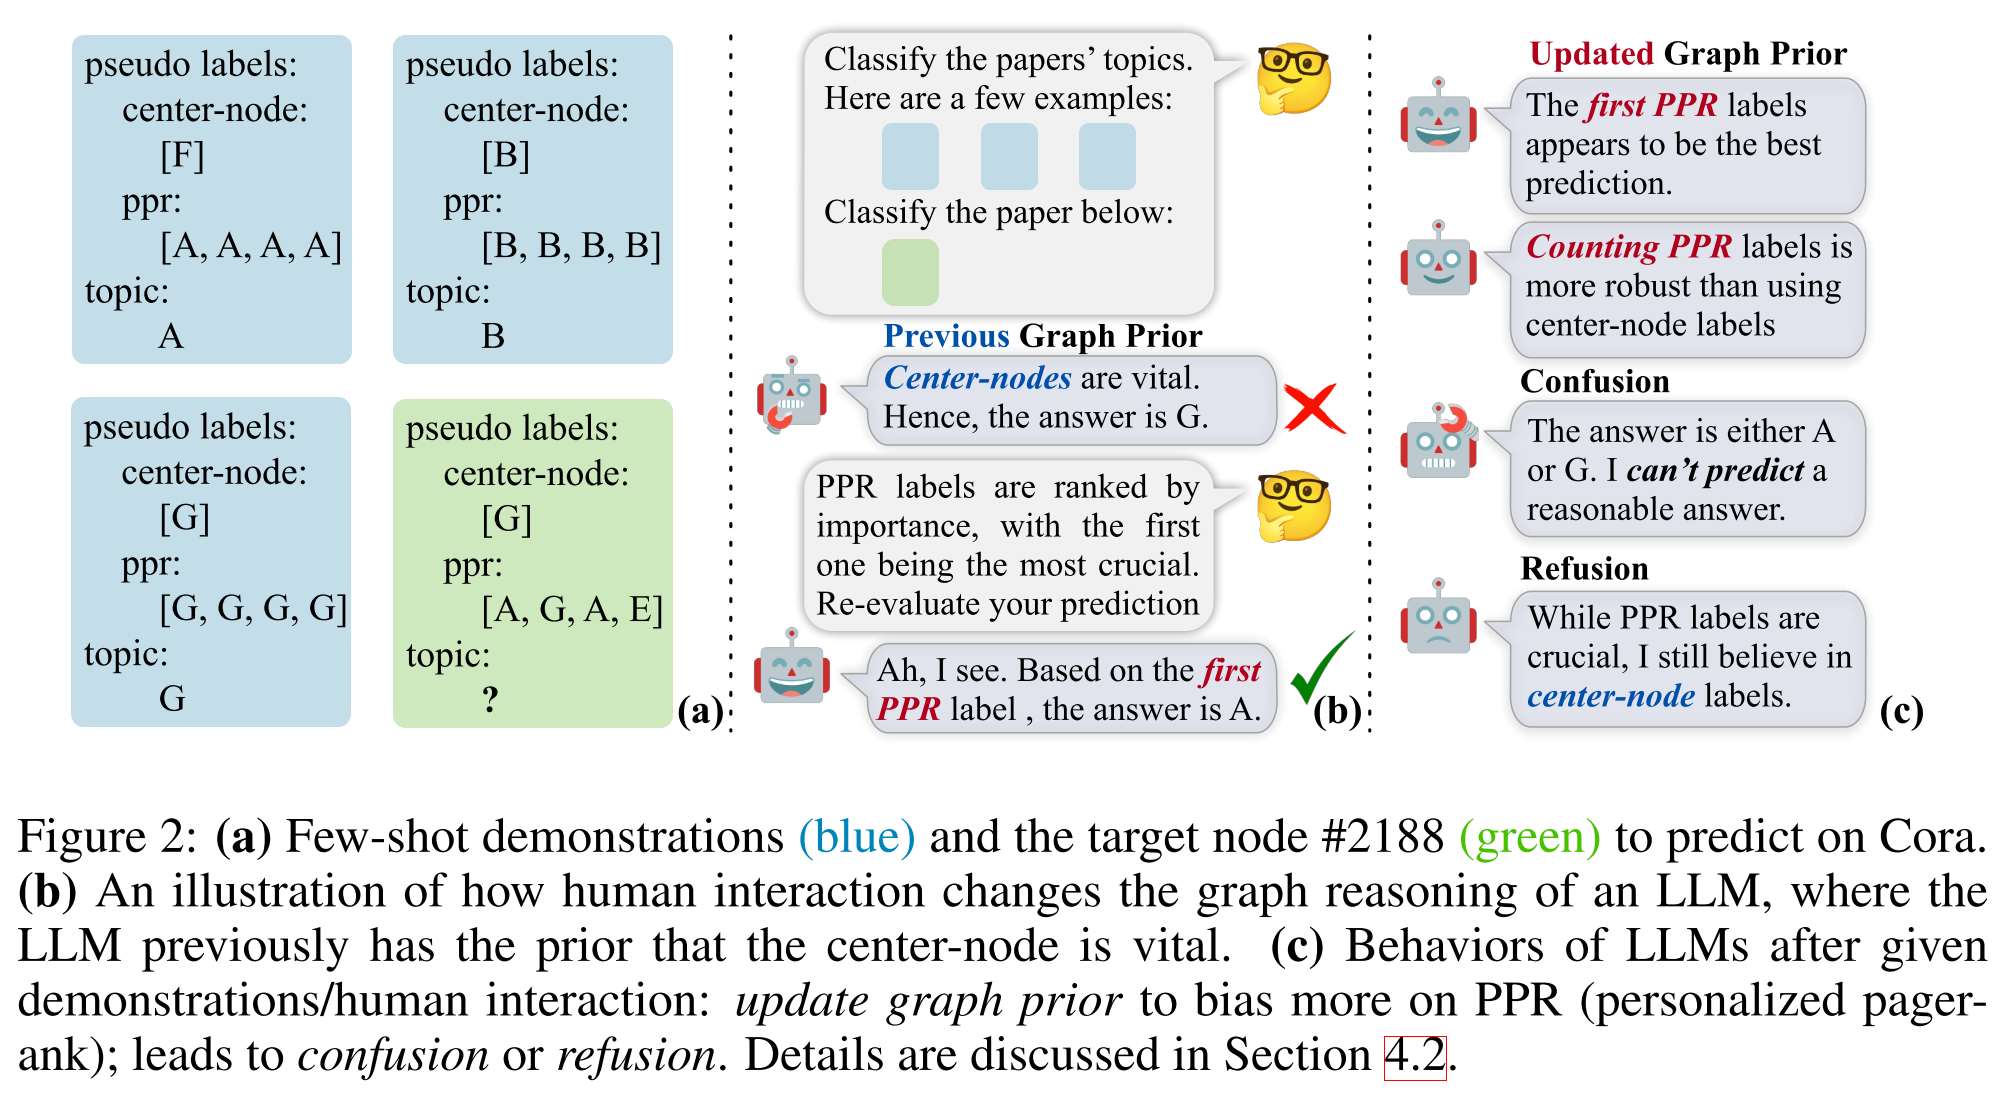 pseudo labels:
center-node:
[F]
ppr:
[A, A, A, A]
topic:
A
pseudo labels:
center-node:
[B]
ppr:
[B, B, B, B]
topic:
B
pseudo labels:
center-node:
[G]
ppr:
[G, G, G, G]
topic:
G
pseudo labels:
center-node:
[G]
ppr:
[A, G, A, E]
topic:
?
(a)
Classify the papers' topics.
Here are a few examples:
Classify the paper below:
Previous Graph Prior
Center-nodes are vital.
Hence, the answer is G.
PPR labels are ranked by
importance, with the first
one being the most crucial.
Re-evaluate your prediction
Ah, I see. Based on the first
PPR label , the answer is A.
(b)
Updated Graph Prior
The first PPR labels
appears to be the best
prediction.
Counting PPR labels is
more robust than using
center-node labels
Confusion
The answer is either A
or G. I can't predict a
reasonable answer.
Refusion
While PPR labels are
crucial, I still believe in
center-node labels.
(c)
Figure 2: (a) Few-shot demonstrations (blue) and the target node #2188 (green) to predict on Cora.
(b) An illustration of how human interaction changes the graph reasoning of an LLM, where the
LLM previously has the prior that the center-node is vital. (c) Behaviors of LLMs after given
demonstrations/human interaction: update graph prior to bias more on PPR (personalized pager-
ank); leads to confusion or refusion. Details are discussed in Section 4.2.